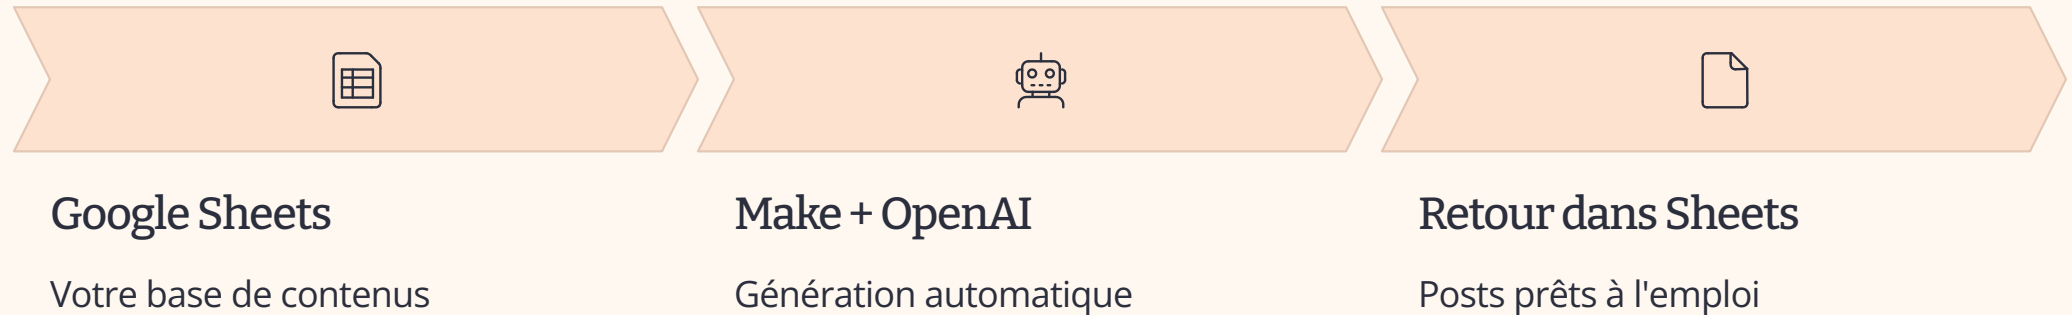 Google Sheets
Votre base de contenus
Make + OpenAI
Génération automatique
Retour dans Sheets
Posts prêts à l'emploi